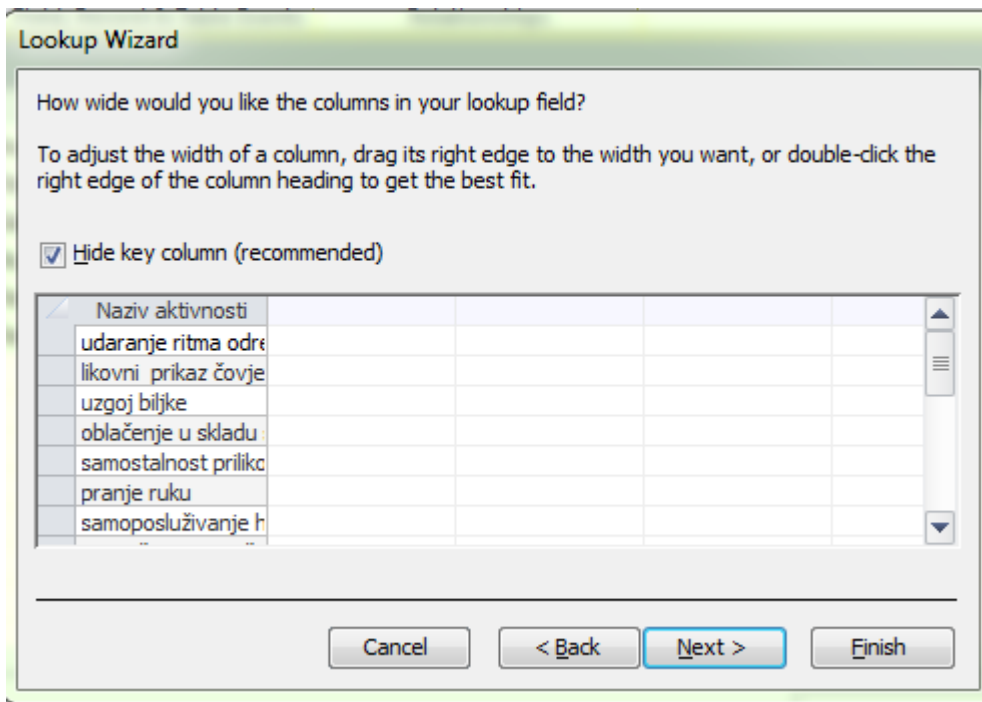 Lookup Wizard
How wide would you like the columns in your lookup field?
To adjust the width of a column, drag its right edge to the width you want, or double-click the
right edge of the column heading to get the best fit.
Hide key column (recommended)
Naziv aktivnosti
udaranje ritma odre
likovni prikaz čovje
uzgoj biljke
oblačenje u skladu
samostalnost priliko
pranje ruku
samoposluživanje h
Cancel
< Back
Next >
Finish